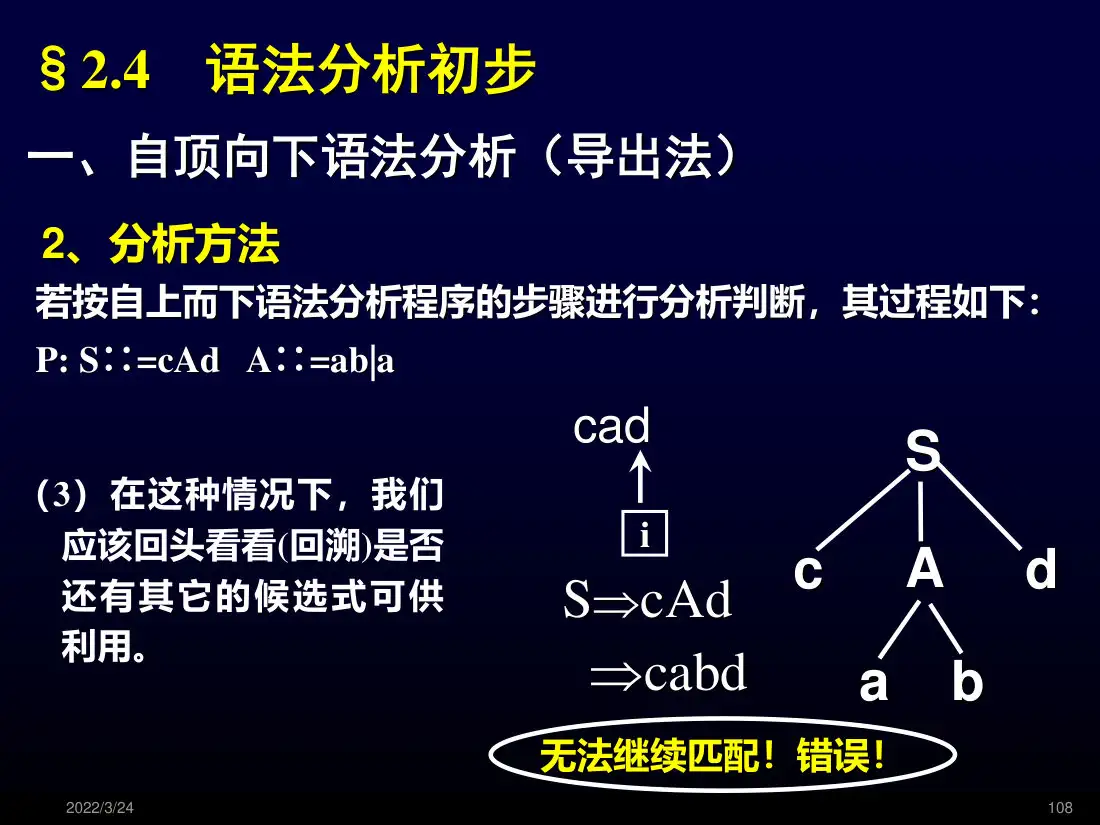 §2.4 语法分析初步
一、自顶向下语法分析（导出法）
2、分析方法
若按自上而下语法分析程序的步骤进行分析判断，其过程如下：
P: S∷=cAd A∷=ab|a
cad
i
（3）在这种情况下，我们
应该回头看看(回溯)是否
还有其它的候选式可供
利用。
S⇒cAd
⇒cabd
S
c A d
a b
无法继续匹配！错误！
2022/3/24
108